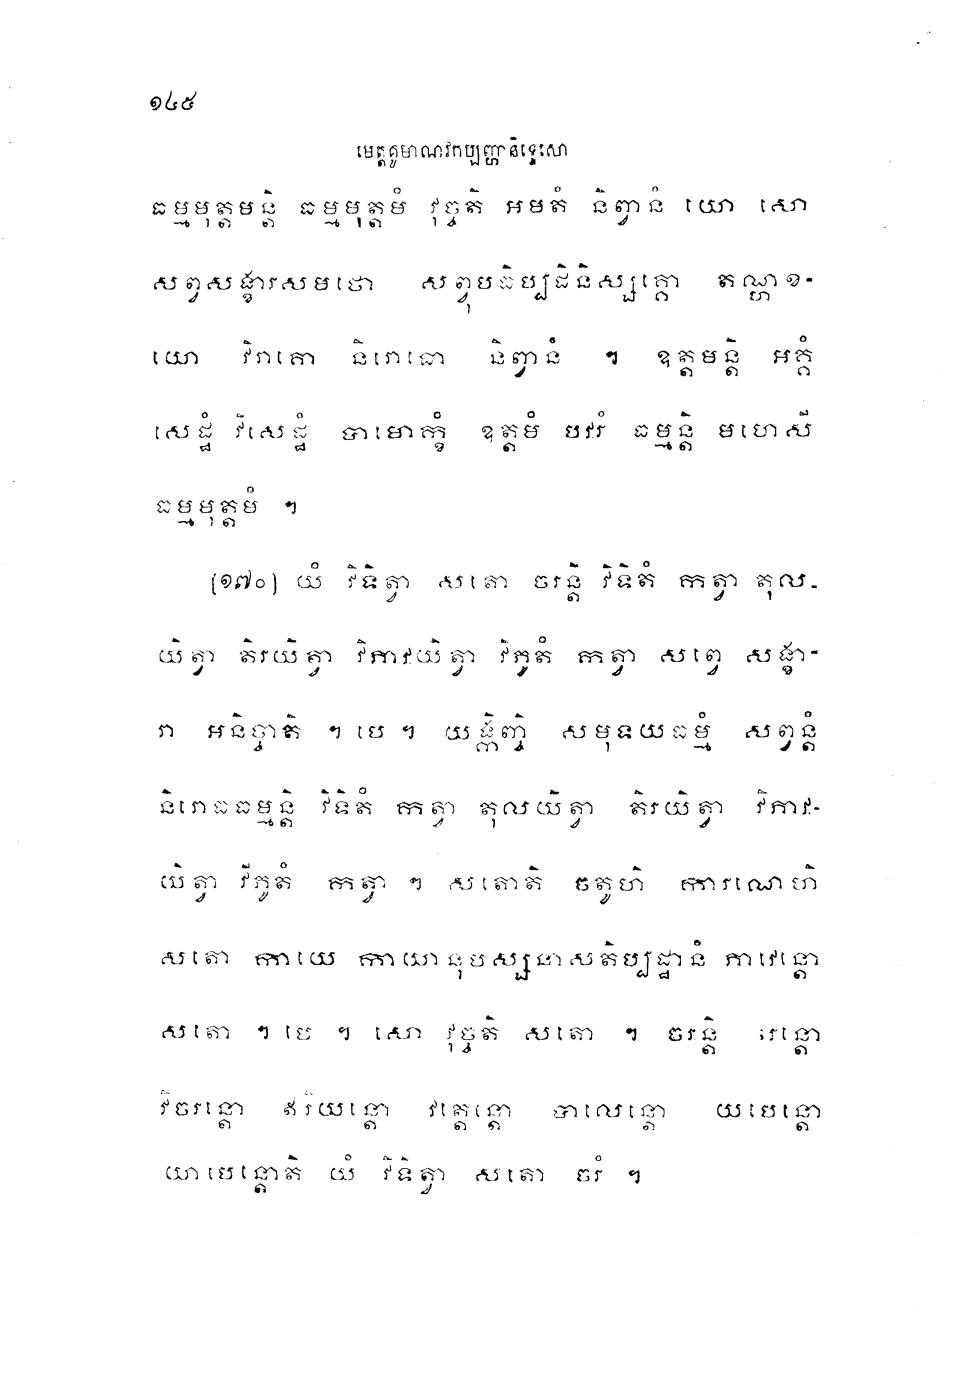 ១៤៥
មេត្តគូមាណវកប្បញ្ហានិទ្ទេសោ
ធម្មមុត្តមន្តិ ធម្មមុត្តមំ វុច្ចតិ អមតំ និព្វានំ យោ សោ
សព្វសង្ខារសមថោ សព្វុបធិប្បដិនិស្សគ្គោ តណ្ហក្ខ-
យោ វិរាគោ និរោធោ និព្វានំ ។ ឧត្តមន្តិ អគ្គំ
សេដ្ឋំ វិសេដ្ឋំ បាមោក្ខំ ឧត្តមំ បវរំ ធម្មន្តិ មហេសី
ធម្មមុត្តមំ ។
[១៧០] យំ វិទិត្វា សតោ ចរន្តិ វិទិតំ កត្វា តុល-
យិត្វា តិរយិត្វា វិភាវយិត្វា វិភូតំ កត្វា សព្វេ សង្ខា-
រា អនិច្ចាតិ ។ បេ ។ យង្កិញ្ចិ សមុទយធម្មំ សព្វន្តំ
និរោធធម្មន្តិ វិទិតំ កត្វា តុលយិត្វា តិរយិត្វា វិភាវ-
យិត្វា វិភូតំ កត្វា ។ សតោតិ ចតូហិ ការណេហិ
សតោ កាយេ កាយានុបស្សនាសតិប្បដ្ឋានំ ភាវេន្តោ
សតោ ។ បេ ។ សោ វុច្ចតិ សតោ ។ ចរន្តិ ចរន្តោ
វិចរន្តោ ឥរិយន្តោ វត្តេន្តោ បាលេន្តោ យបេន្តោ
យាបេន្តោតិ យំ វិទិត្វា សតោ ចរំ ។